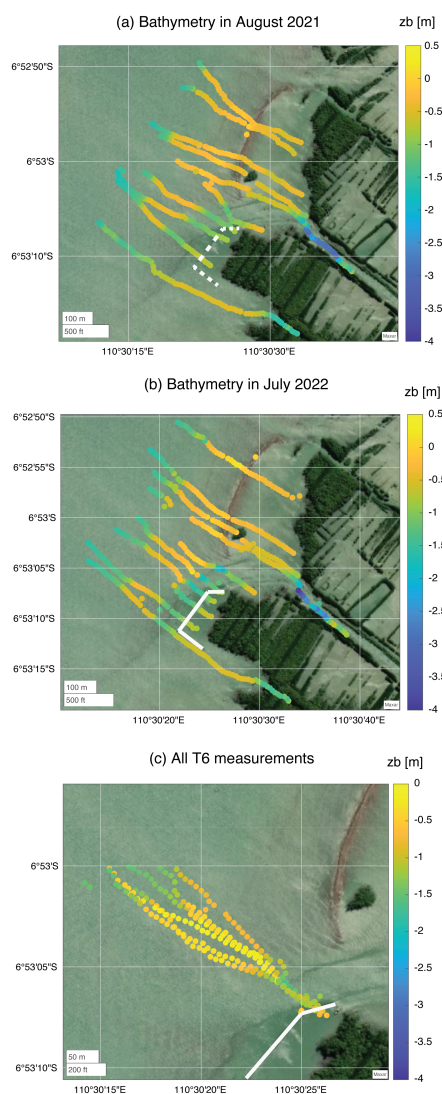 (a) Bathymetry in August 2021
zb [m]
6°52'50"S
6°53'S
6°53'10"S
0.5
0
-0.5
-1
-1.5
-2
-2.5
-3
-3.5
-4
100 m
500 ft
Maxar
110°30'15"E
110°30'30"E
(b) Bathymetry in July 2022
zb [m]
6°52'50"S
6°52'55"S
6°53'S
6°53'05"S
6°53'10"S
6°53'15"S
0.5
0
-0.5
-1
-1.5
-2
-2.5
-3
-3.5
-4
100 m
500 ft
Maxar
110°30'20"E
110°30'30"E
110°30'40"E
(c) All T6 measurements
zb [m]
6°53'S
6°53'05"S
6°53'10"S
0
-0.5
-1
-1.5
-2
-2.5
-3
-3.5
-4
50 m
200 ft
Maxar
110°30'15"E
110°30'20"E
110°30'25"E